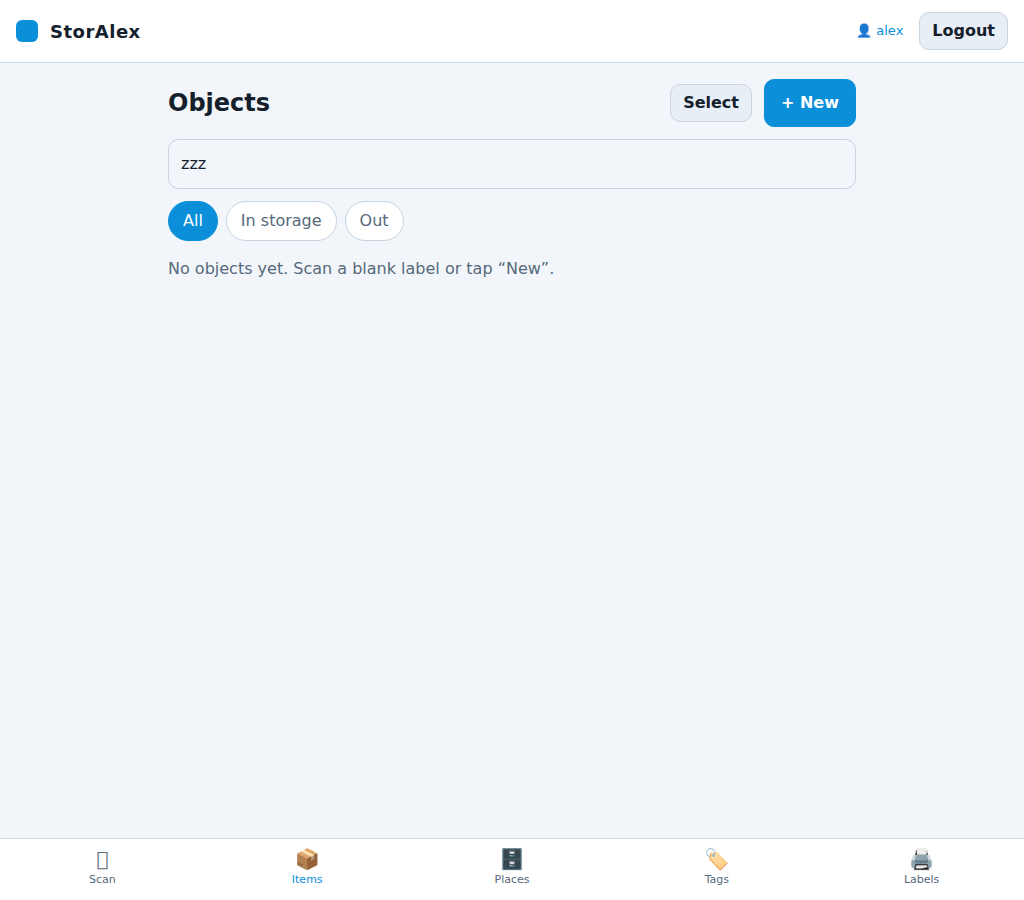 StorAlex
alex
Logout
Objects
Select
+ New
zzz
All
In storage
Out
No objects yet. Scan a blank label or tap “New”.
Scan
Items
Places
Tags
Labels